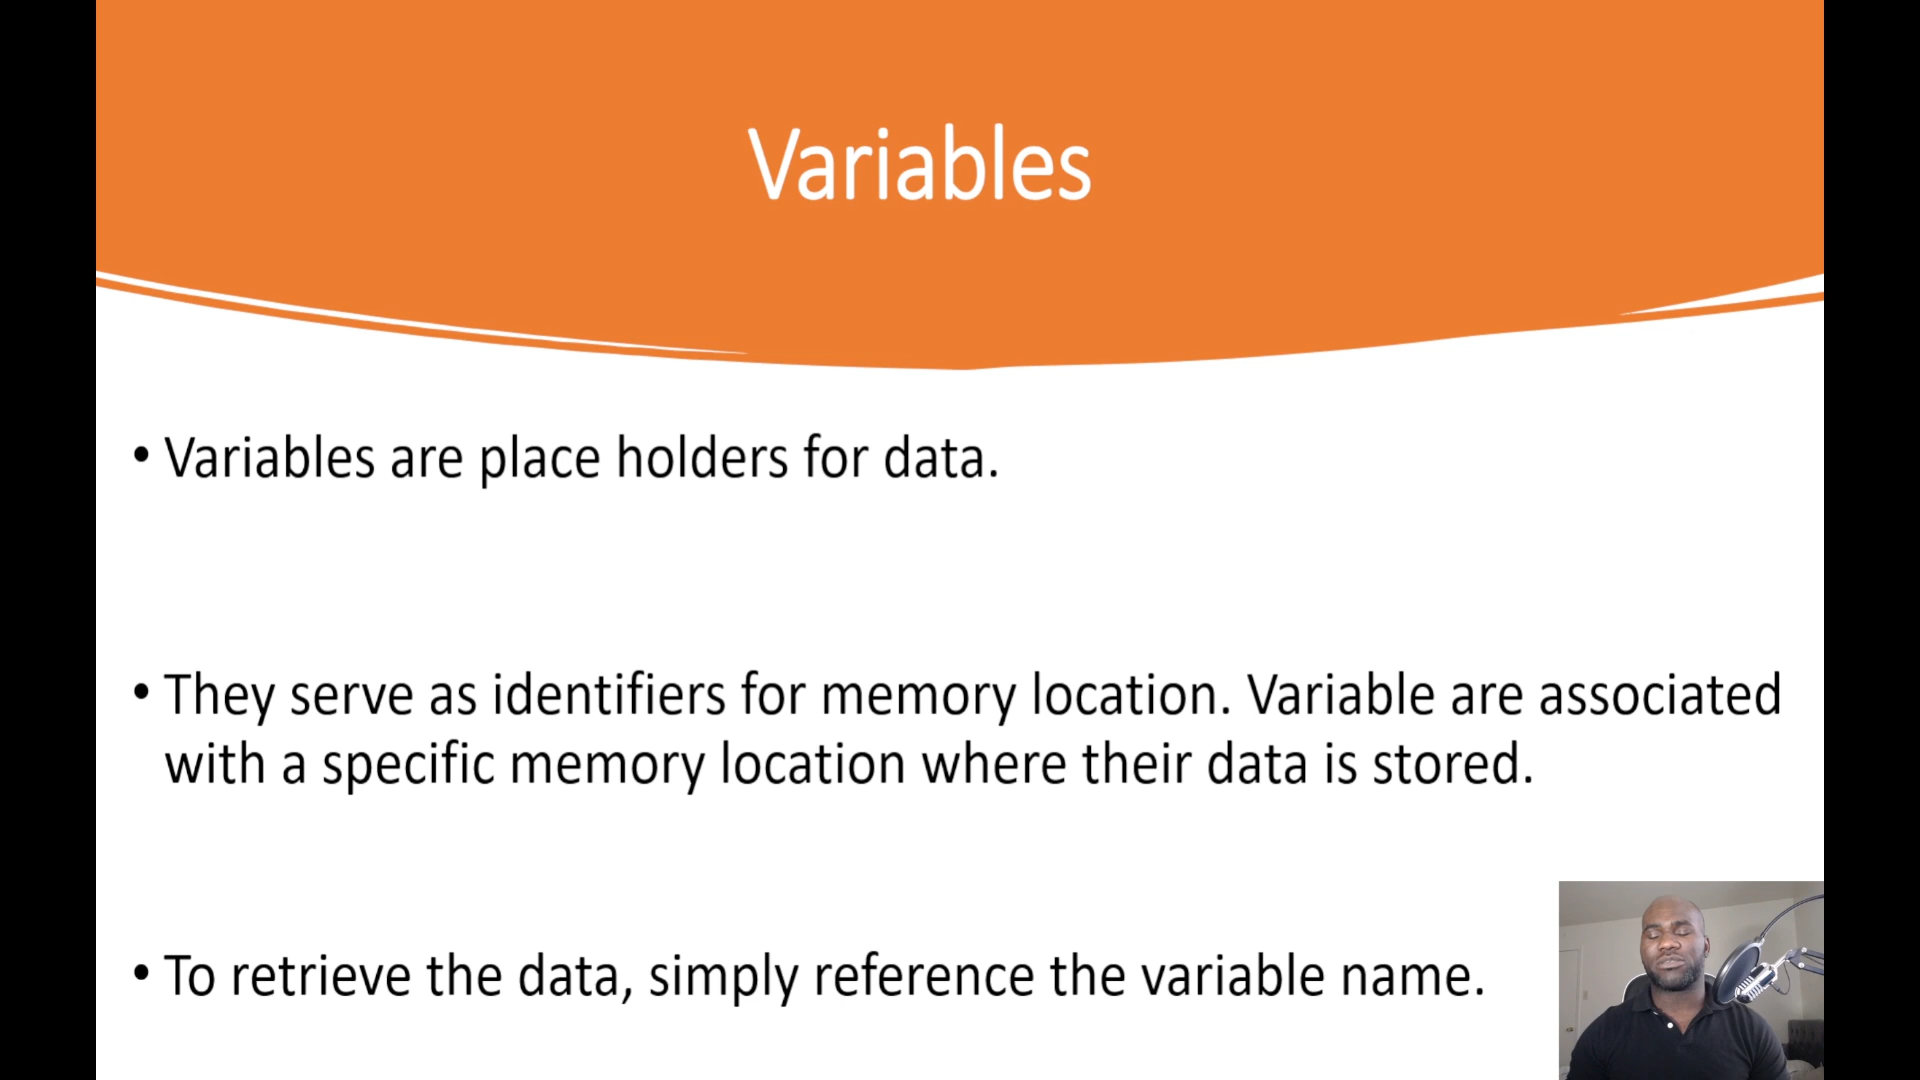 Variables
• Variables are place holders for data.
• They serve as identifiers for memory location. Variable are associated
with a specific memory location where their data is stored.
• To retrieve the data, simply reference the variable name.